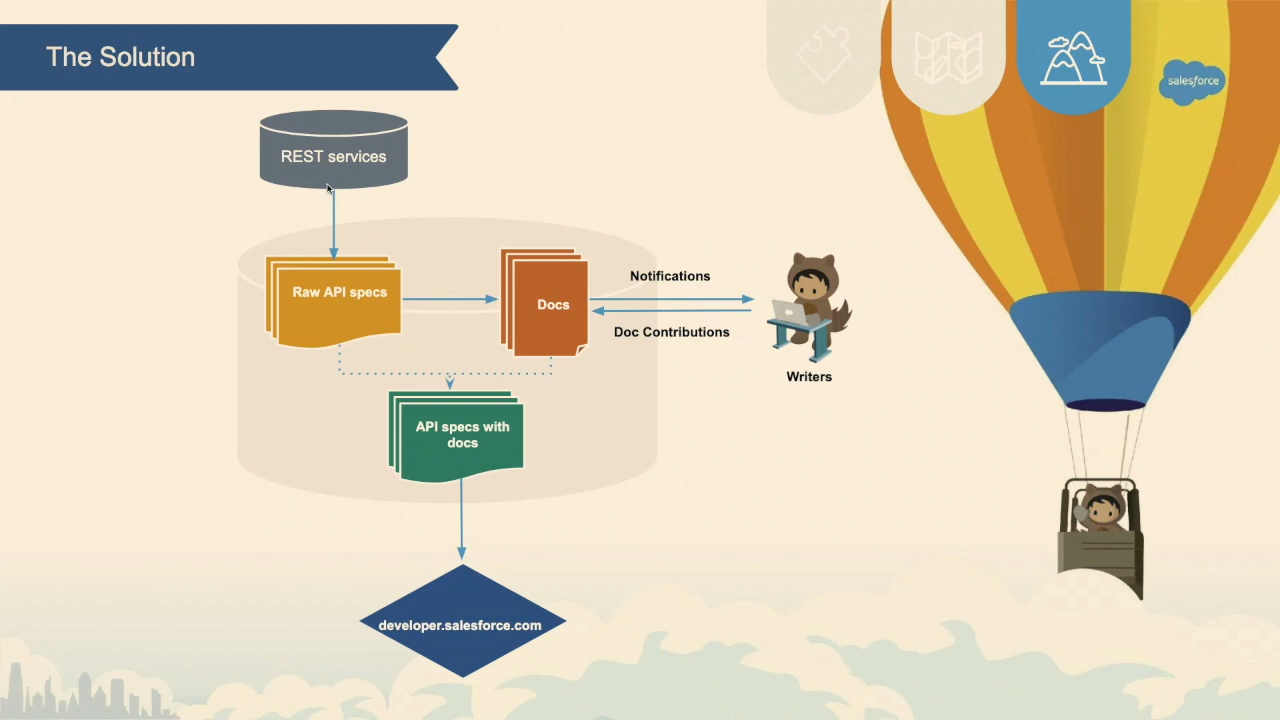 The Solution
salesforce
REST services
Raw API specs
Docs
Notifications
Doc Contributions
Writers
API specs with
docs
developer.salesforce.com